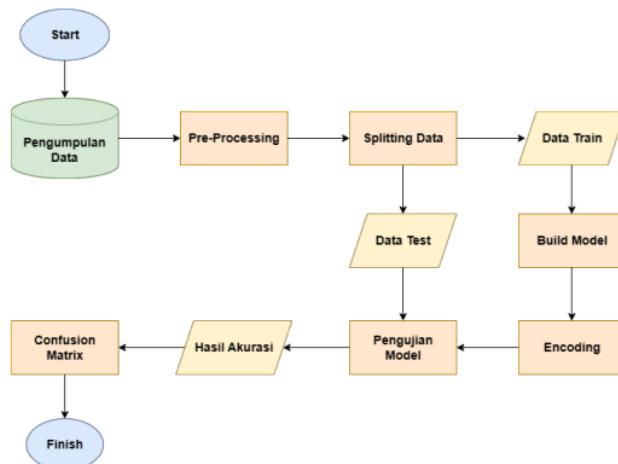 Start
Pengumpulan
Data
Pre-Processing
Splitting Data
Data Train
Data Test
Build Model
Confusion
Matrix
Hasil Akurasi
Pengujian
Model
Encoding
Finish